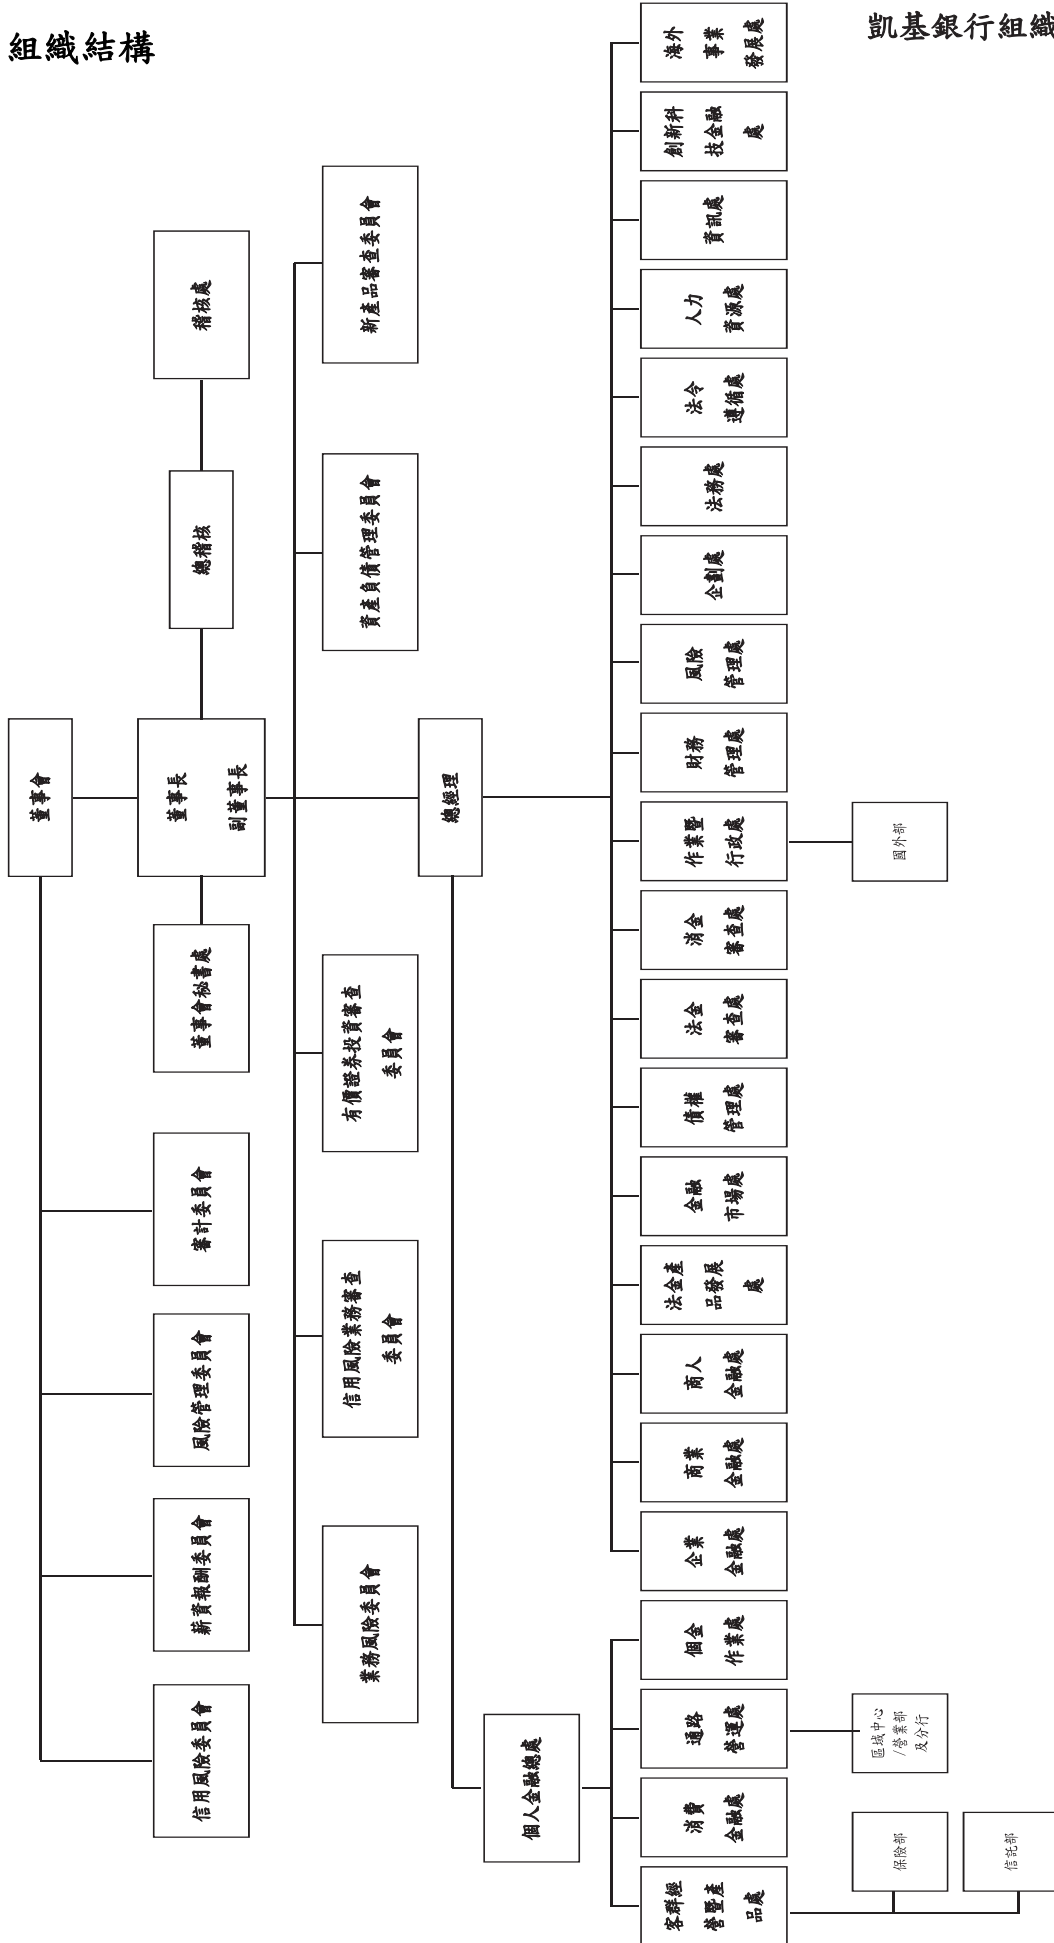 組織結構
凱基銀行組織
董事會
董事長
副董事長
總稽核
稽核處
董事會秘書處
審計委員會
風險管理委員會
薪資報酬委員會
信用風險委員會
業務風險委員會
信用風險業務審查
委員會
有價證券投資審查
委員會
資產負債管理委員會
新產品審查委員會
總經理
個人金融總處
客群經
營暨產
品處
消費
金融處
通路
營運處
個金
作業處
企業
金融處
商業
金融處
商人
金融處
法金產
品發展
處
金融
市場處
債權
管理處
法金
審查處
消金
審查處
作業暨
行政處
財務
管理處
風險
管理處
企劃處
法務處
法令
遵循處
人力
資源處
資訊處
創新科
技金融
處
海外
事業
發展處
保險部
信託部
區域中心
/營業部
及分行
國外部